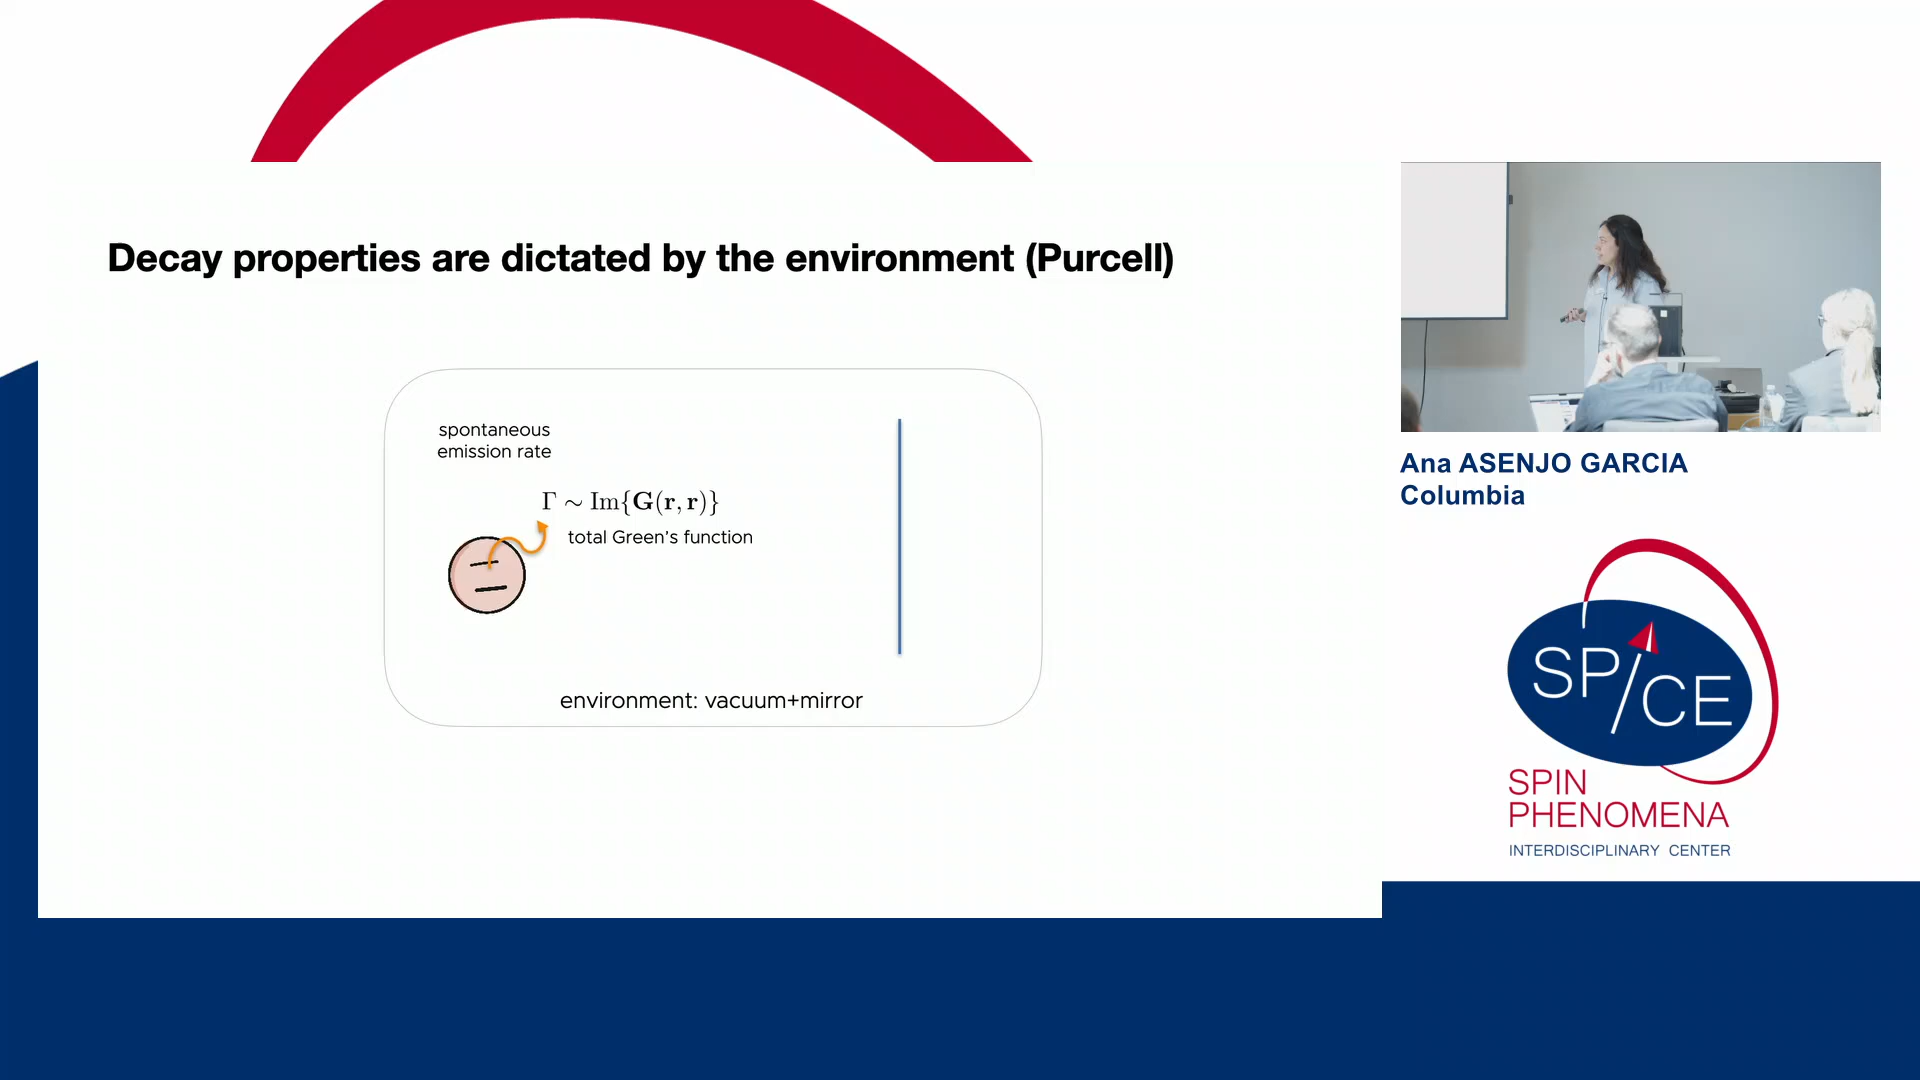 Decay properties are dictated by the environment (Purcell)
spontaneous
emission rate
Γ ∼ Im{G(r, r)}
total Green's function
environment: vacuum+mirror
Ana ASENJO GARCIA
Columbia
SP/CE
SPIN
PHENOMENA
INTERDISCIPLINARY CENTER